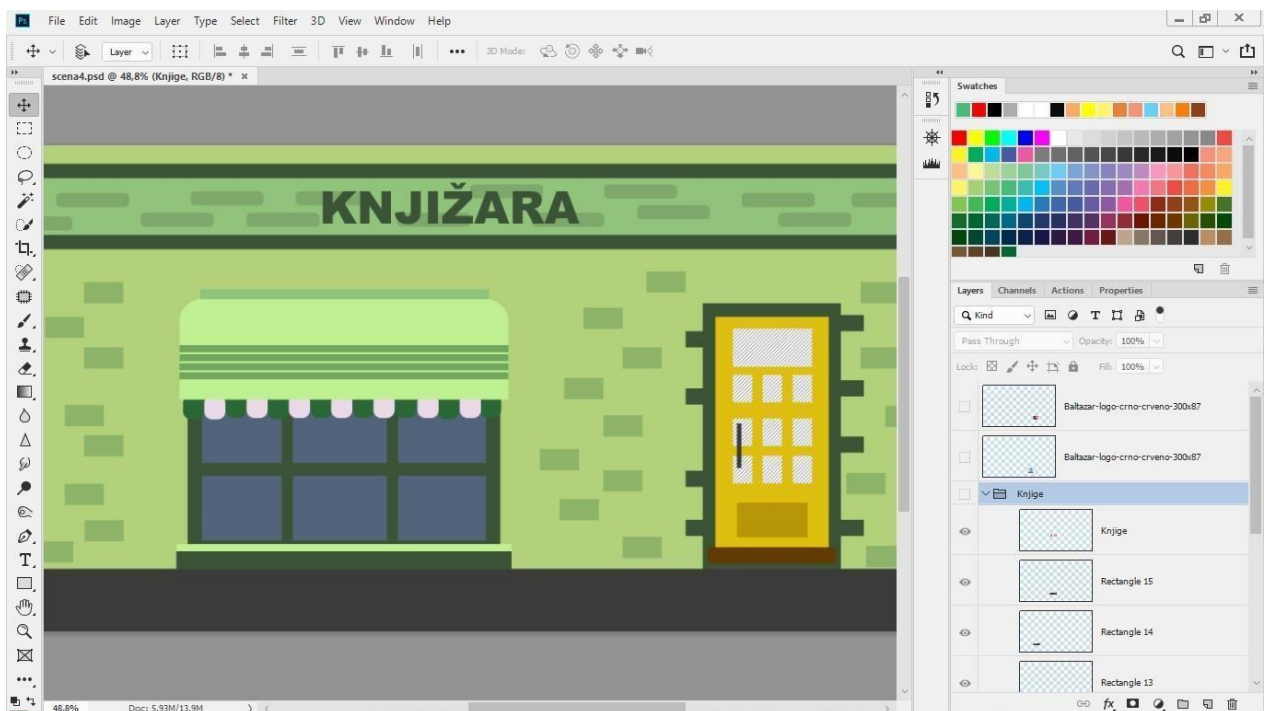 Ps File Edit Image Layer Type Select Filter 3D View Window Help
Layer 3D Mode:
scena4.psd @ 48,8% (Knjige, RGB/8) * ×
Swatches
KNJIŽARA
Layers Channels Actions Properties
Kind
Pass Through Opacity: 100%
Lock: Fill: 100%
Baltazar-logo-crno-crveno-300x87
Baltazar-logo-crno-crveno-300x87
Knjige
Knjige
Rectangle 15
Rectangle 14
Rectangle 13
48,8% Doc: 5,93M/13,9M